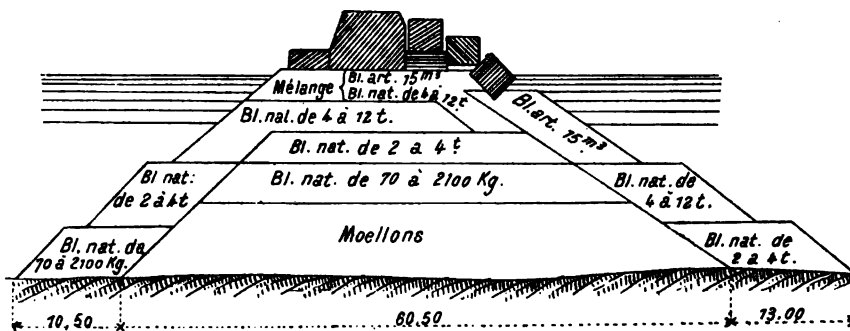 Mélange { Bl. art. 15 m³
Bl. nat. de 4 à 12 t.
Bl. nat. de 4 à 12 t.
Bl. art. 15 m³
Bl. nat. de 2 a 4 t.
Bl. nat. de 70 à 2100 Kg.
Bl nat:
de 2 à 4t
Bl. nat. de
4 à 12 t.
Moellons
Bl. nat. de
70 à 2100 Kg.
Bl. nat. de
2 a 4 t.
10,50
60.50
13.00